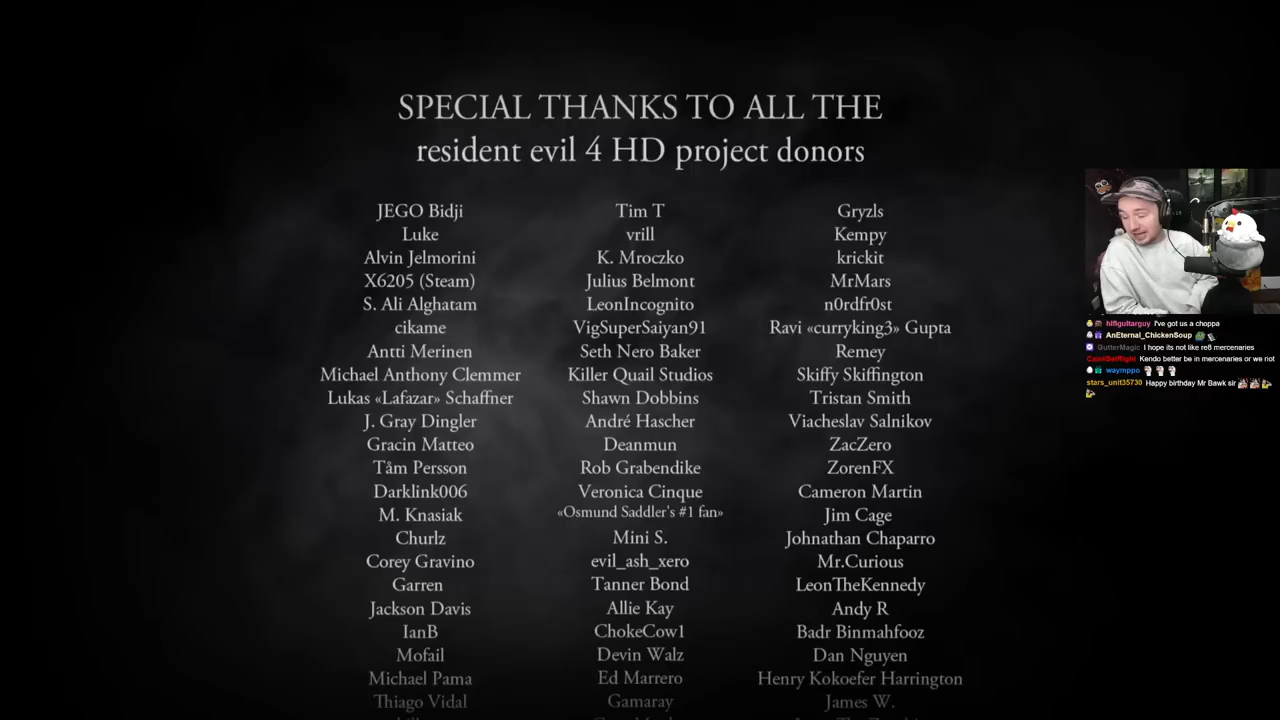 SPECIAL THANKS TO ALL THE
resident evil 4 HD project donors
JEGO Bidji
Luke
Alvin Jelmorini
X6205 (Steam)
S. Ali Alghatam
cikame
Antti Merinen
Michael Anthony Clemmer
Lukas «Lafazar» Schaffner
J. Gray Dingler
Gracin Matteo
Tåm Persson
Darklink006
M. Knasiak
Churlz
Corey Gravino
Garren
Jackson Davis
IanB
Mofail
Michael Pama
Thiago Vidal
Tim T
vrill
K. Mroczko
Julius Belmont
LeonIncognito
VigSuperSaiyan91
Seth Nero Baker
Killer Quail Studios
Shawn Dobbins
André Hascher
Deanmun
Rob Grabendike
Veronica Cinque
«Osmund Saddler's #1 fan»
Mini S.
evil_ash_xero
Tanner Bond
Allie Kay
ChokeCow1
Devin Walz
Ed Marrero
Gamaray
Gryzls
Kempy
krickit
MrMars
n0rdfr0st
Ravi «curryking3» Gupta
Remey
Skiffy Skiffington
Tristan Smith
Viacheslav Salnikov
ZacZero
ZorenFX
Cameron Martin
Jim Cage
Johnathan Chaparro
Mr.Curious
LeonTheKennedy
Andy R
Badr Binmahfooz
Dan Nguyen
Henry Kokoefer Harrington
James W.
hifiguitarguy I've got us a choppa
AnEternal_ChickenSoup
GutterMagic I hope its not like re8 mercenaries
Kendo better be in mercenaries or we riot
waymppo
stars_unit35730 Happy birthday Mr Bawk sir